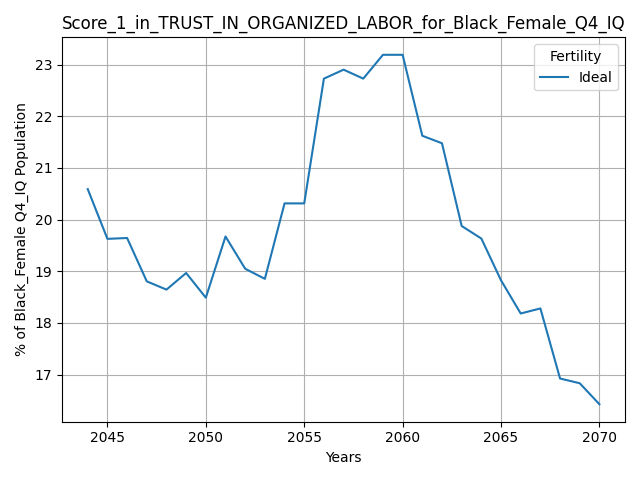 Score_1_in_TRUST_IN_ORGANIZED_LABOR_for_Black_Female_Q4_IQ
Fertility
Ideal
% of Black_Female Q4_IQ Population
23
22
21
20
19
18
17
2045 2050 2055 2060 2065 2070
Years